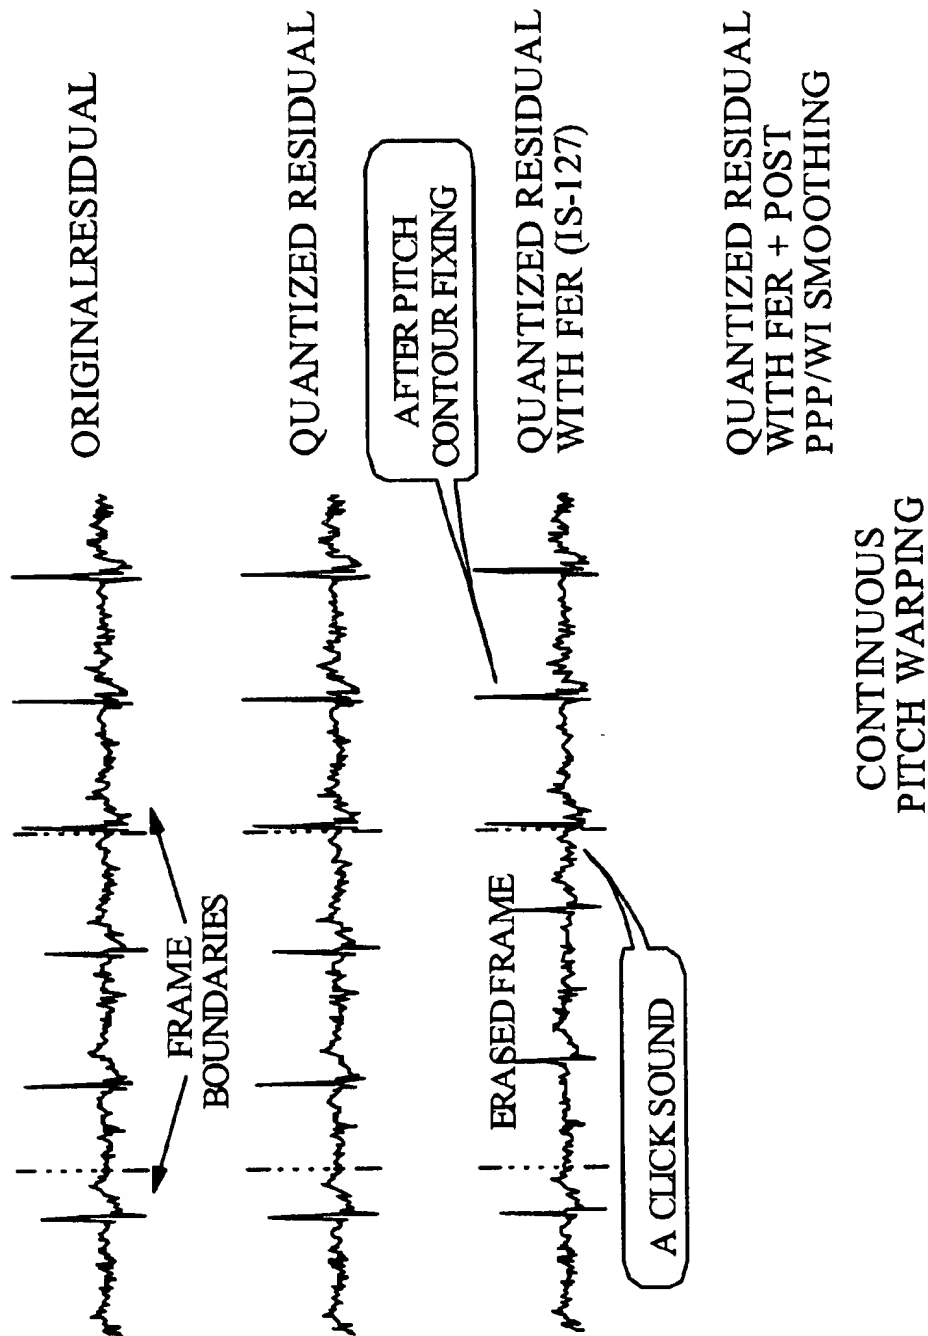 ORIGINALRESIDUAL
FRAME
BOUNDARIES
QUANTIZED RESIDUAL
AFTER PITCH
CONTOUR FIXING
ERASED FRAME
QUANTIZED RESIDUAL
WITH FER (IS-127)
A CLICK SOUND
QUANTIZED RESIDUAL
WITH FER + POST
PPP/WI SMOOTHING
CONTINUOUS
PITCH WARPING